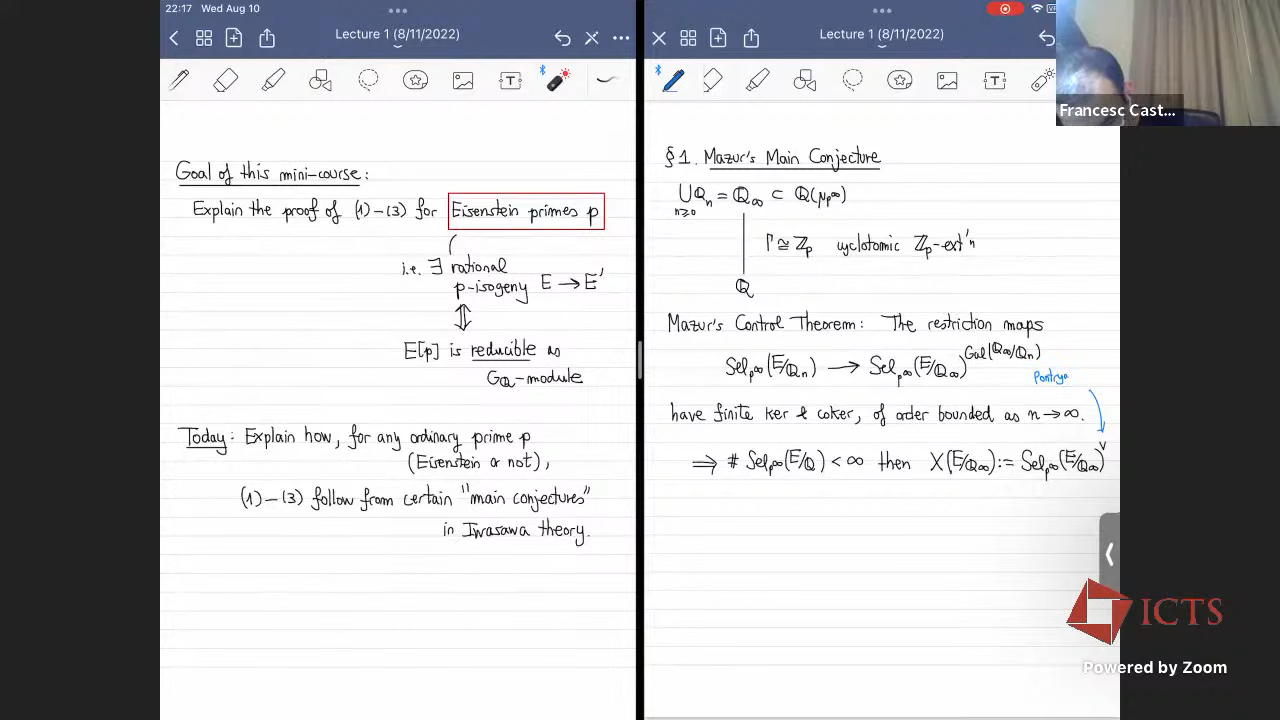 22:17 Wed Aug 10
Lecture 1 (8/11/2022)
Goal of this mini-course:
Explain the proof of (1)-(3) for Eisenstein primes p
i.e. ∃ rational
p-isogeny E → E'
⇕
E[p] is reducible as
G_Q-module
Today: Explain how, for any ordinary prime p
(Eisenstein or not),
(1)-(3) follow from certain "main conjectures"
in Iwasawa theory.
Lecture 1 (8/11/2022)
§1. Mazur's Main Conjecture
⋃_{n≥0} ℚ_n = ℚ_∞ ⊂ ℚ(μ_{p^∞})
Γ ≅ ℤ_p cyclotomic ℤ_p-ext'n
ℚ
Mazur's Control Theorem: The restriction maps
Sel_{p^∞}(E/ℚ_n) → Sel_{p^∞}(E/ℚ_∞)^{Gal(ℚ_∞/ℚ_n)}
Pontrya
have finite ker & coker, of order bounded as n → ∞.
⇒ # Sel_{p^∞}(E/ℚ) < ∞ then X(E/ℚ_∞) := Sel_{p^∞}(E/ℚ_∞)^∨
Francesc Cast...
ICTS
Powered by Zoom